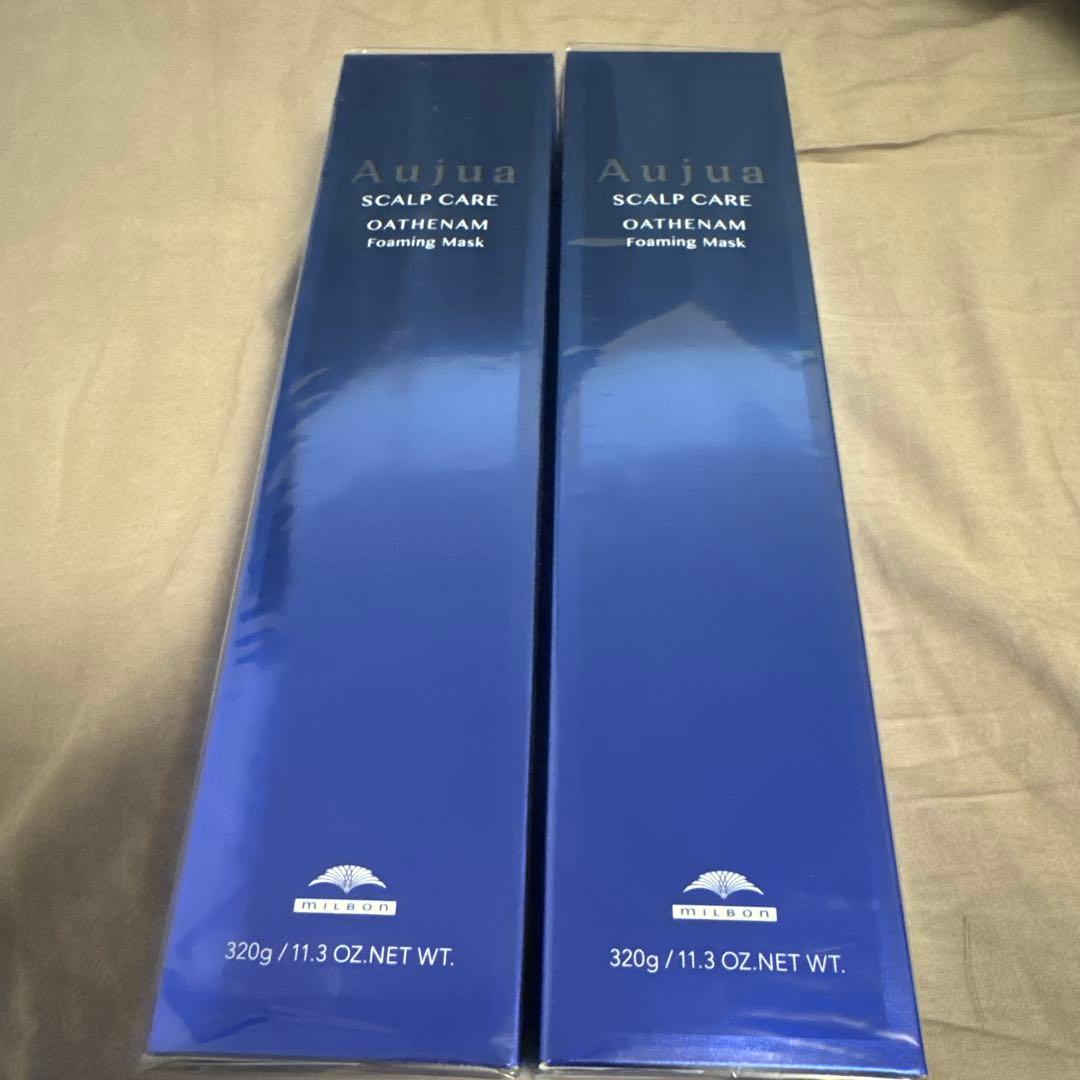 Aujua
SCALP CARE
OATHENAM
Foaming Mask
MILBON
320g / 11.3 OZ.NET WT.
Aujua
SCALP CARE
OATHENAM
Foaming Mask
MILBON
320g / 11.3 OZ.NET WT.